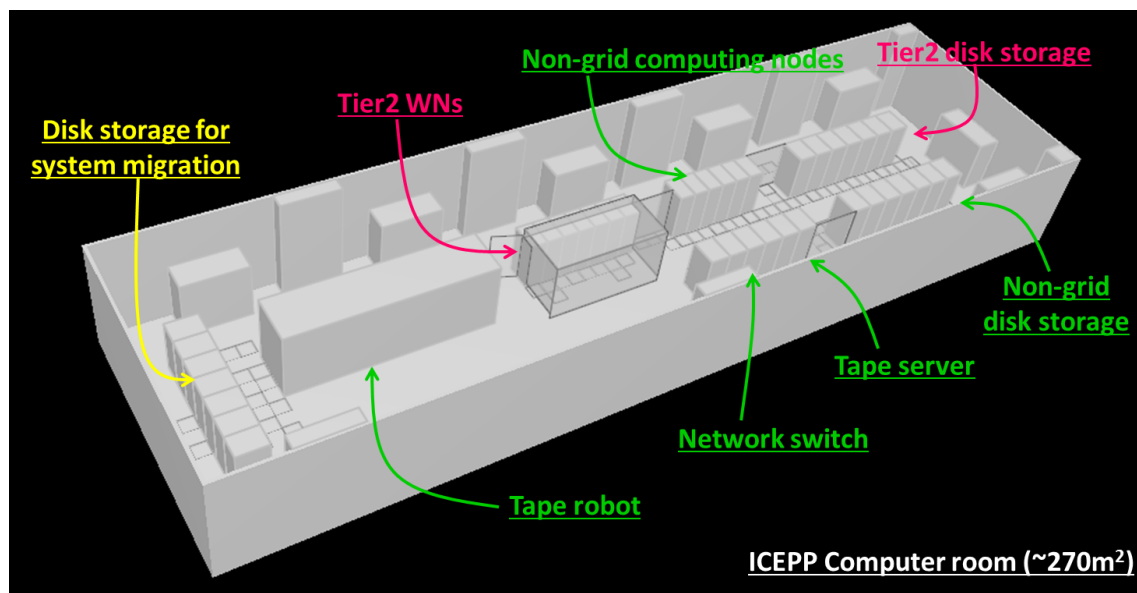 Non-grid computing nodes
Tier2 disk storage
Tier2 WNs
Disk storage for
system migration
Non-grid
disk storage
Tape server
Network switch
Tape robot
ICEPP Computer room (~270m²)